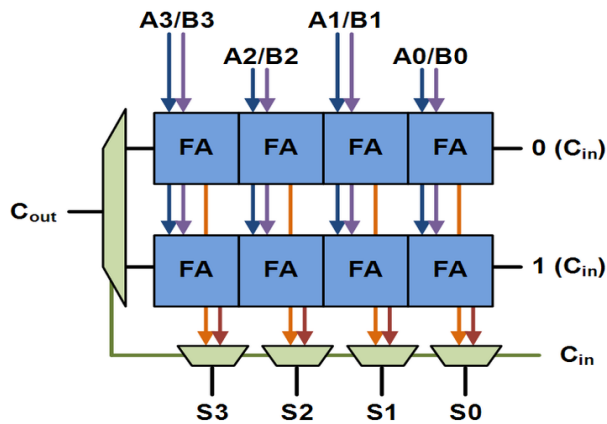 A3/B3 A1/B1
A2/B2 A0/B0
FA FA FA FA 0 (Cin)
Cout
FA FA FA FA 1 (Cin)
Cin
S3 S2 S1 S0